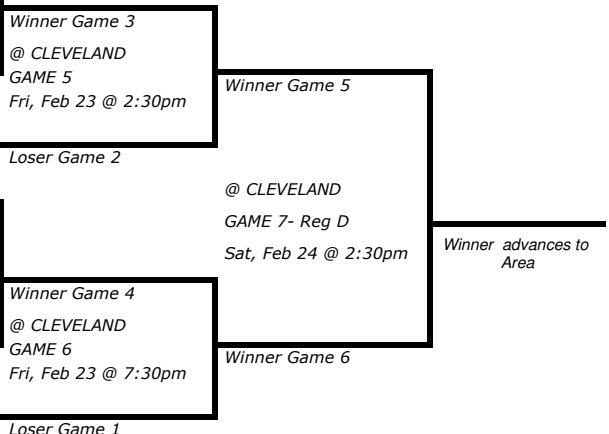 Winner Game 3
@ CLEVELAND
GAME 5
Fri, Feb 23 @ 2:30pm
Loser Game 2
Winner Game 5
@ CLEVELAND
GAME 7- Reg D
Sat, Feb 24 @ 2:30pm
Winner Game 6
Winner advances to
Area
Winner Game 4
@ CLEVELAND
GAME 6
Fri, Feb 23 @ 7:30pm
Loser Game 1